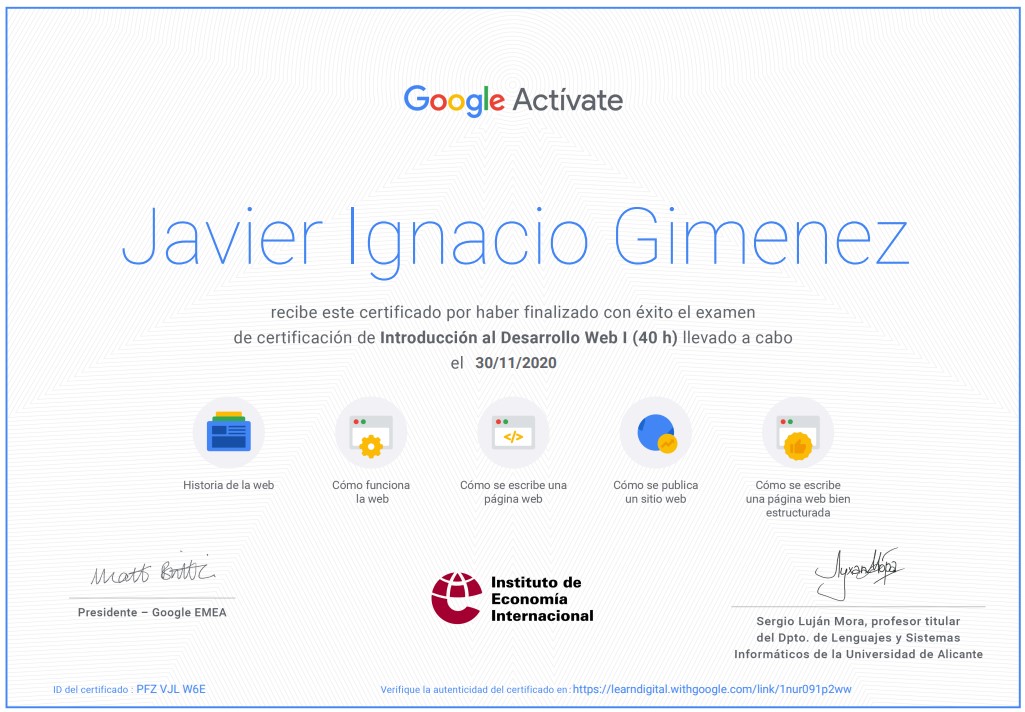 Google Actívate
Javier Ignacio Gimenez
recibe este certificado por haber finalizado con éxito el examen
de certificación de Introducción al Desarrollo Web I (40 h) llevado a cabo
el 30/11/2020
</>
Historia de la web
Cómo funciona
la web
Cómo se escribe una
página web
Cómo se publica
un sitio web
Cómo se escribe
una página web bien
estructurada
Presidente – Google EMEA
Instituto de
Economía
Internacional
Sergio Luján Mora, profesor titular
del Dpto. de Lenguajes y Sistemas
Informáticos de la Universidad de Alicante
ID del certificado : PFZ VJL W6E
Verifique la autenticidad del certificado en: https://learndigital.withgoogle.com/link/1nur091p2ww